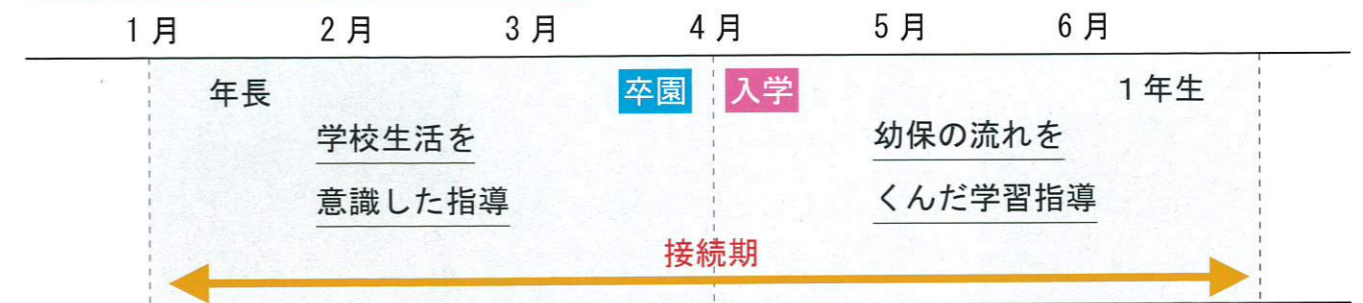 1月 2月 3月 4月 5月 6月
年長 卒園 入学 1年生
学校生活を 幼保の流れを
意識した指導 くんだ学習指導
接続期